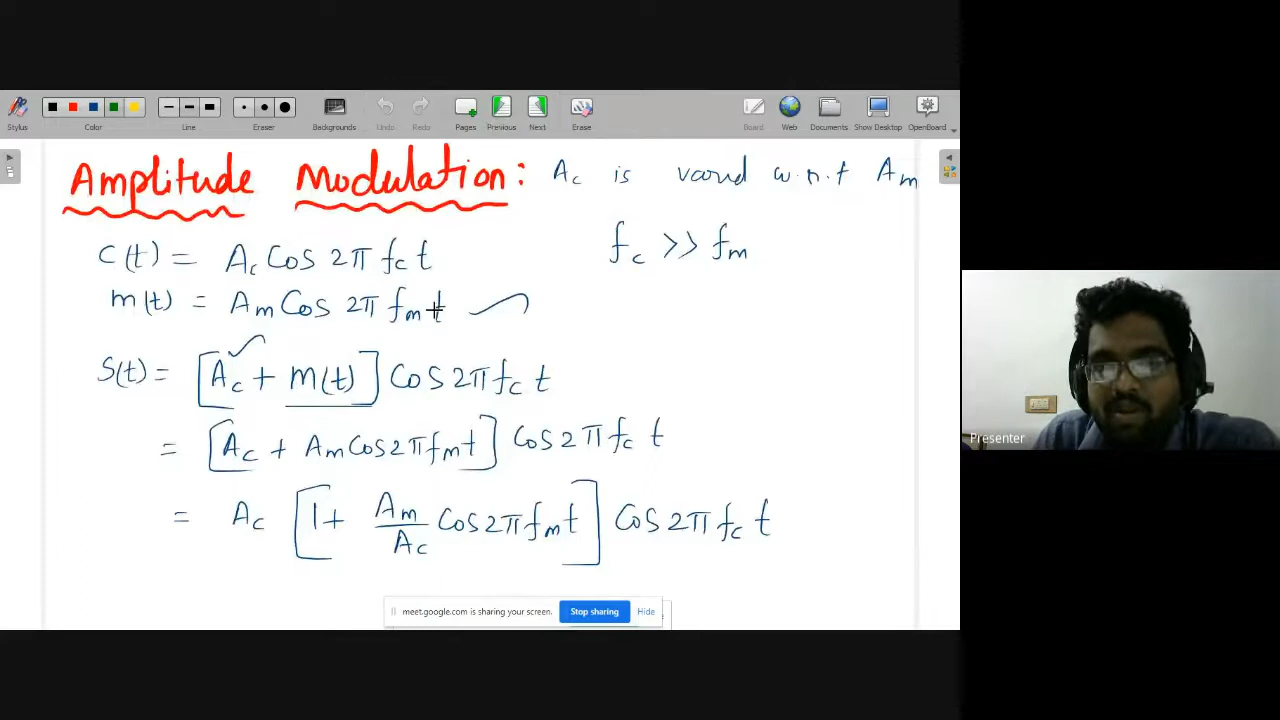 Stylus Color Line Eraser Backgrounds Undo Redo Pages Previous Next Erase Board Web Documents Show Desktop OpenBoard
Amplitude Modulation: Ac is varud w.r.t Am
C(t) = Ac Cos 2π fc t
fc >> fm
m(t) = Am Cos 2π fm t
S(t) = [Ac + m(t)] Cos 2π fc t
= [Ac + Am Cos 2π fm t] Cos 2π fc t
= Ac [1 + Am/Ac Cos 2π fm t] Cos 2π fc t
Presenter
meet.google.com is sharing your screen. Stop sharing Hide